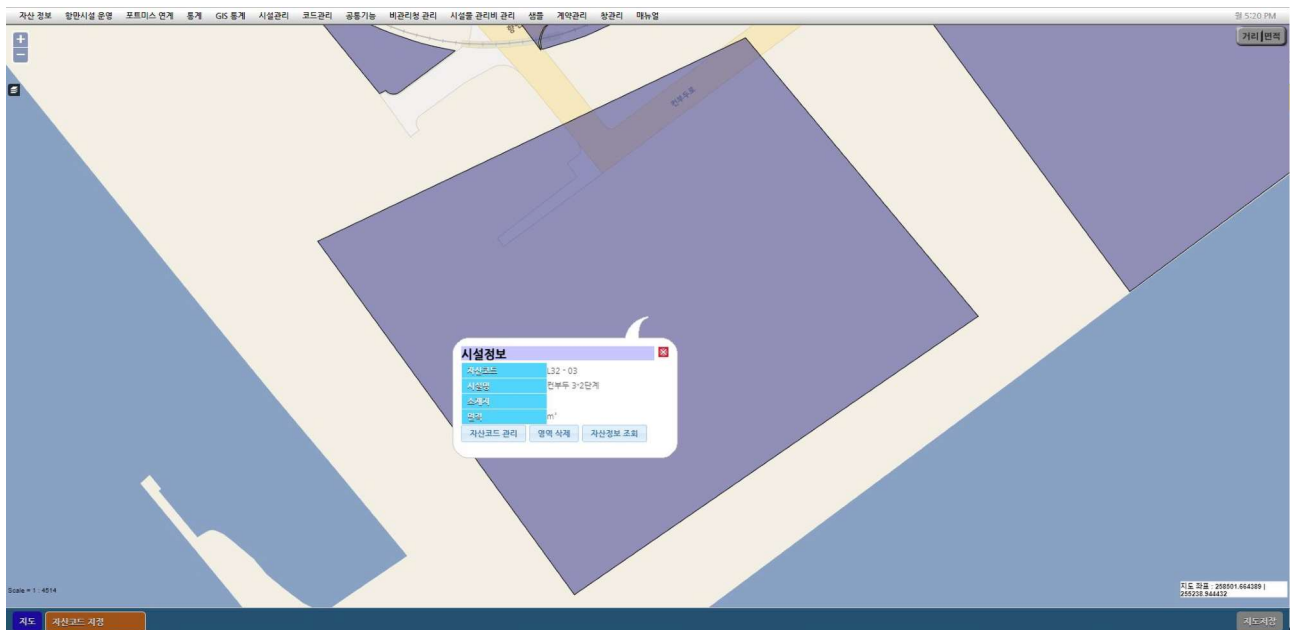 자산 정보 항만시설 운영 포트미스 연계 통계 GIS 통계 시설관리 코드관리 공통기능 비관리청 관리 시설물 관리비 관리 샘플 계약관리 창관리 매뉴얼
월 5:20 PM
+
−
거리 면적
컨부두로
시설정보
자산코드 L32 - 03
시설명 컨부두 3-2단계
소재지
면적 m²
자산코드 관리 영역 삭제 자산정보 조회
Scale = 1 : 4514
지도 좌표 : 258501.664389 |
255238.944432
지도 자산코드 지정 지도저장